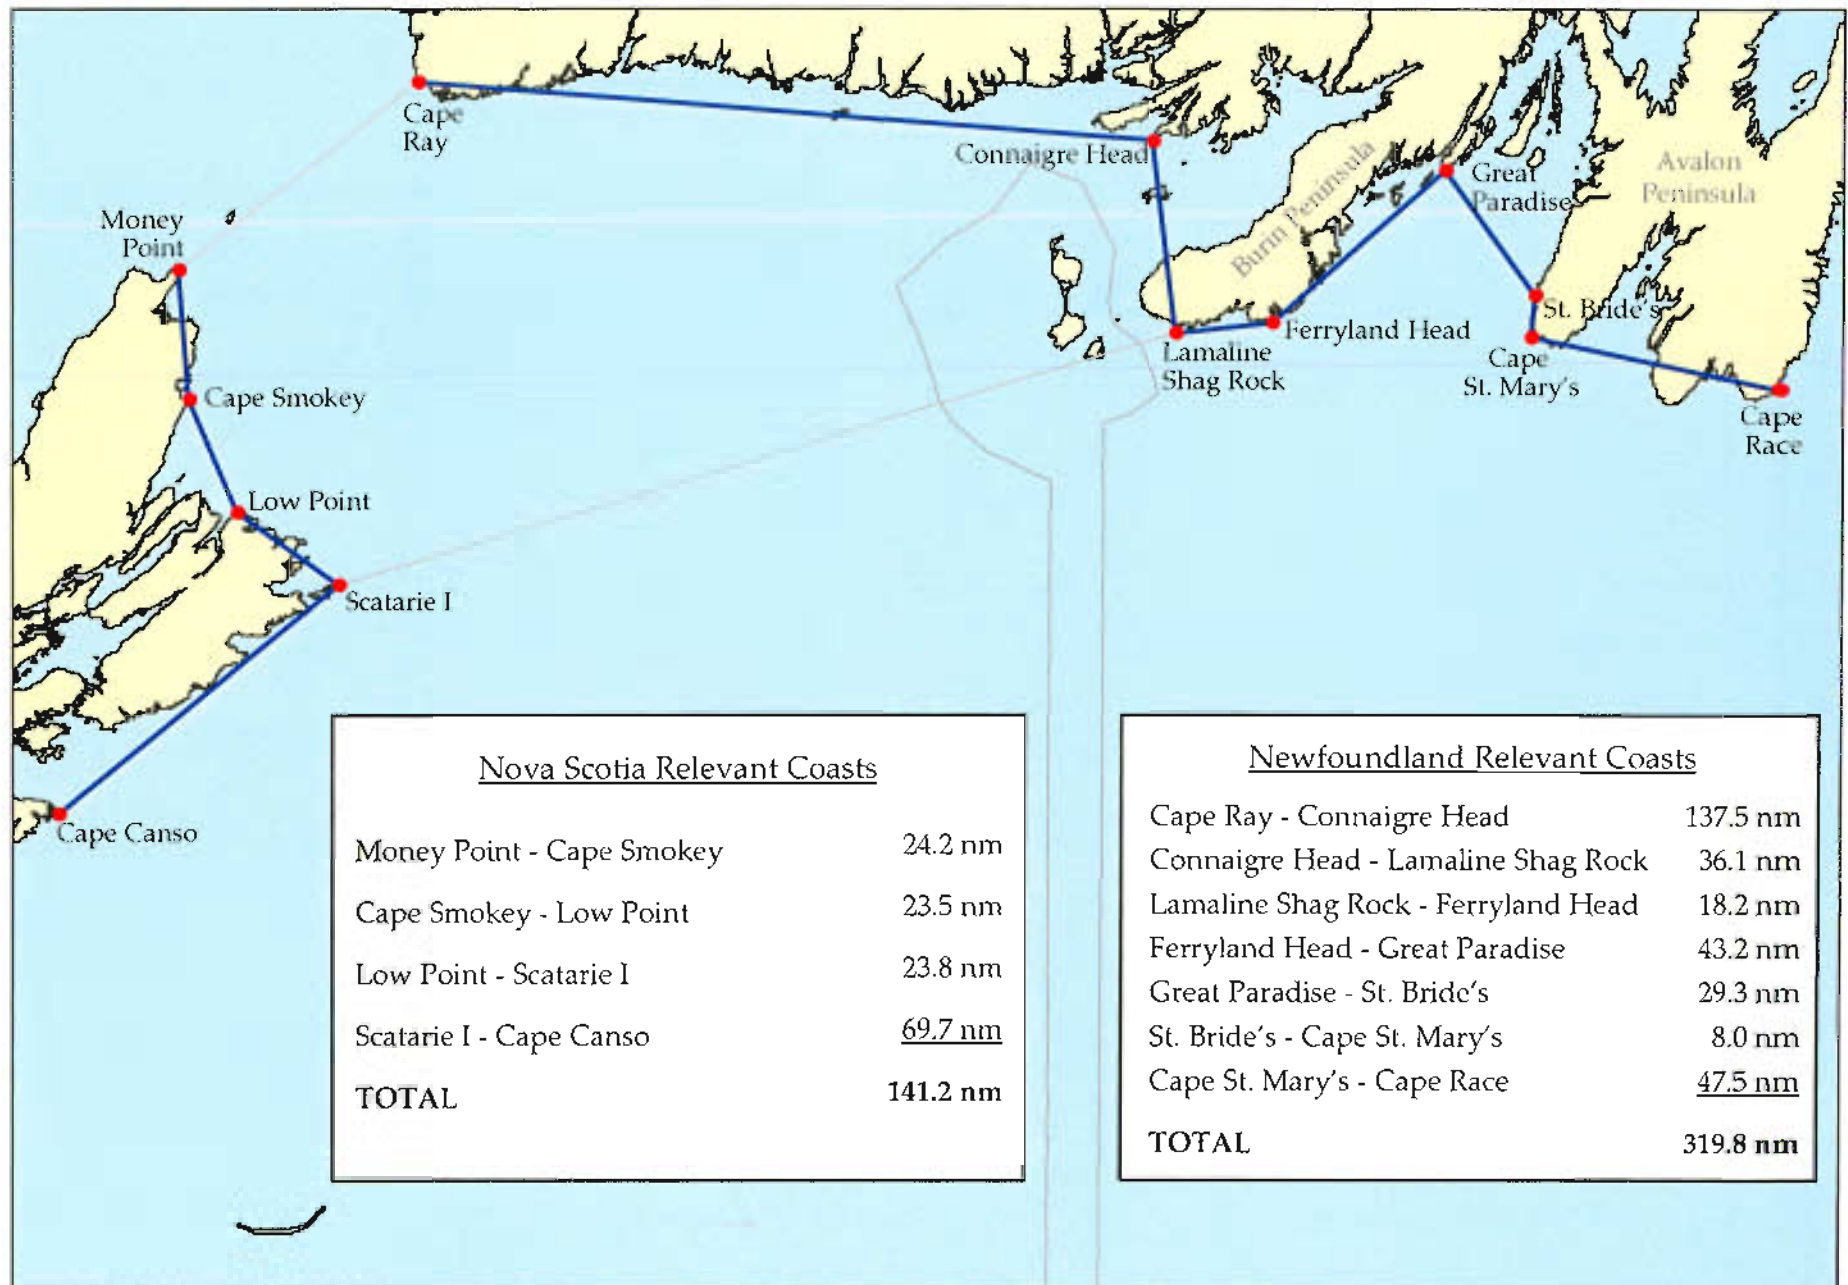 Cape
Ray
Connaigre Head
Burin Peninsula
Great
Paradise
Avalon
Peninsula
Money
Point
St. Bride's
Ferryland Head
Lamaline
Shag Rock
Cape
St. Mary's
Cape
Race
Cape Smokey
Low Point
Scatarie I
Cape Canso
Nova Scotia Relevant Coasts
Money Point - Cape Smokey 24.2 nm
Cape Smokey - Low Point 23.5 nm
Low Point - Scatarie I 23.8 nm
Scatarie I - Cape Canso 69.7 nm
TOTAL 141.2 nm
Newfoundland Relevant Coasts
Cape Ray - Connaigre Head 137.5 nm
Connaigre Head - Lamaline Shag Rock 36.1 nm
Lamaline Shag Rock - Ferryland Head 18.2 nm
Ferryland Head - Great Paradise 43.2 nm
Great Paradise - St. Bride's 29.3 nm
St. Bride's - Cape St. Mary's 8.0 nm
Cape St. Mary's - Cape Race 47.5 nm
TOTAL 319.8 nm